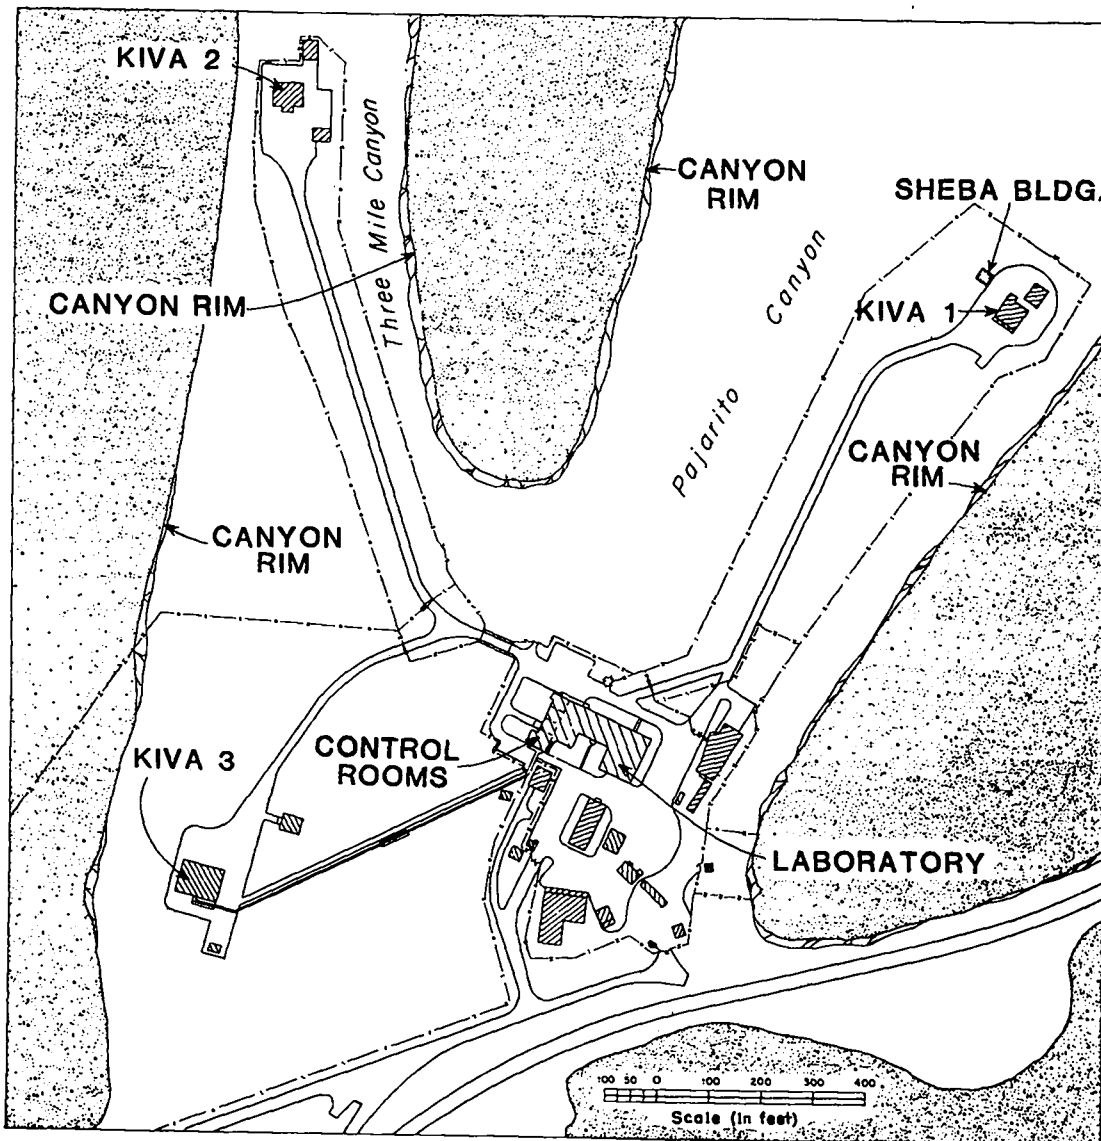 KIVA 2
CANYON
RIM
SHEBA BLDG.
Three Mile Canyon
Canyon
KIVA 1
CANYON RIM
Pajarito
CANYON
RIM
CANYON
RIM
KIVA 3
CONTROL
ROOMS
LABORATORY
100 50 0 100 200 300 400
Scale (in feet)